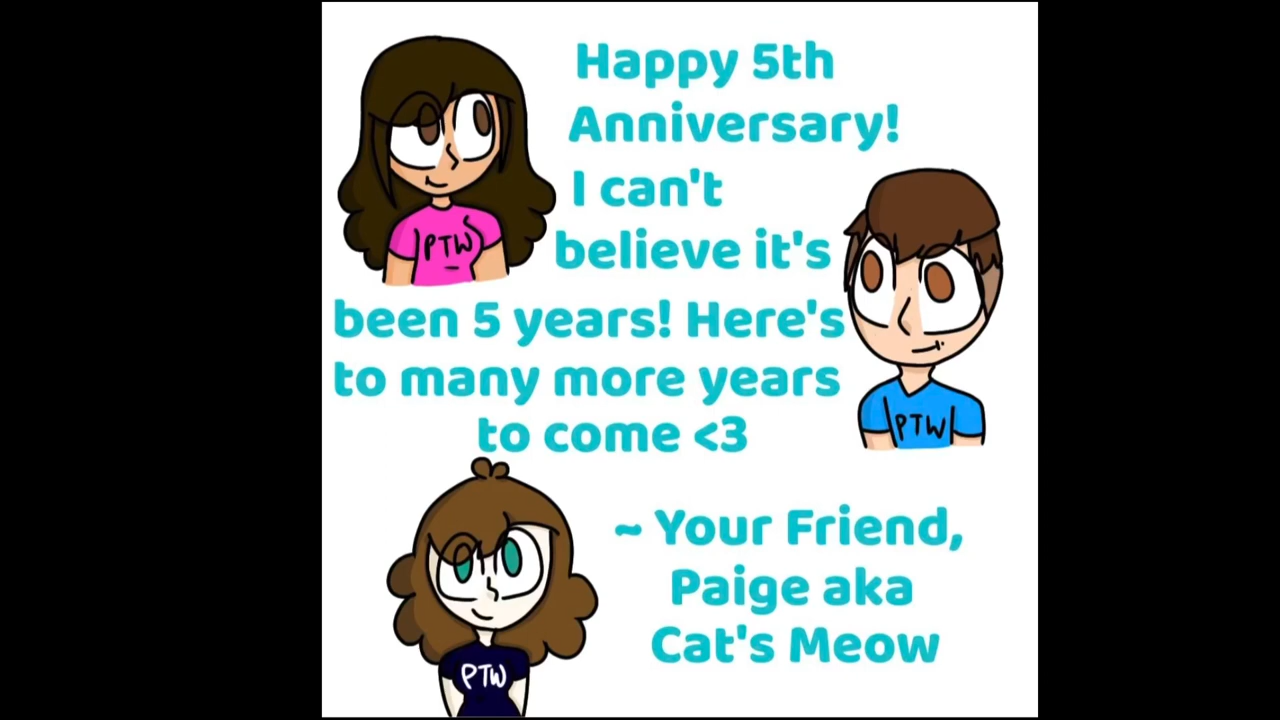 Happy 5th
Anniversary!
I can't
believe it's
been 5 years! Here's
to many more years
to come <3
~ Your Friend,
Paige aka
Cat's Meow
PTW
PTW
PTW